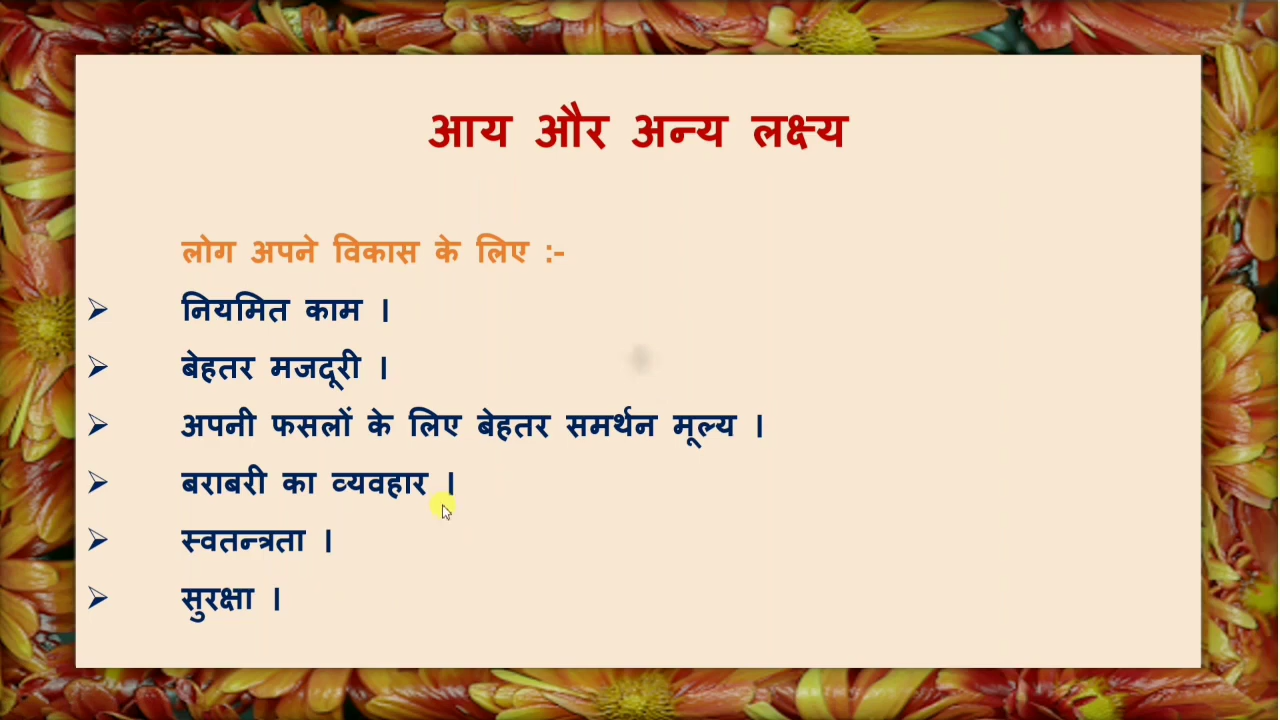 आय और अन्य लक्ष्य
लोग अपने विकास के लिए :-
➢ नियमित काम ।
➢ बेहतर मजदूरी ।
➢ अपनी फसलों के लिए बेहतर समर्थन मूल्य ।
➢ बराबरी का व्यवहार ।
➢ स्वतन्त्रता ।
➢ सुरक्षा ।